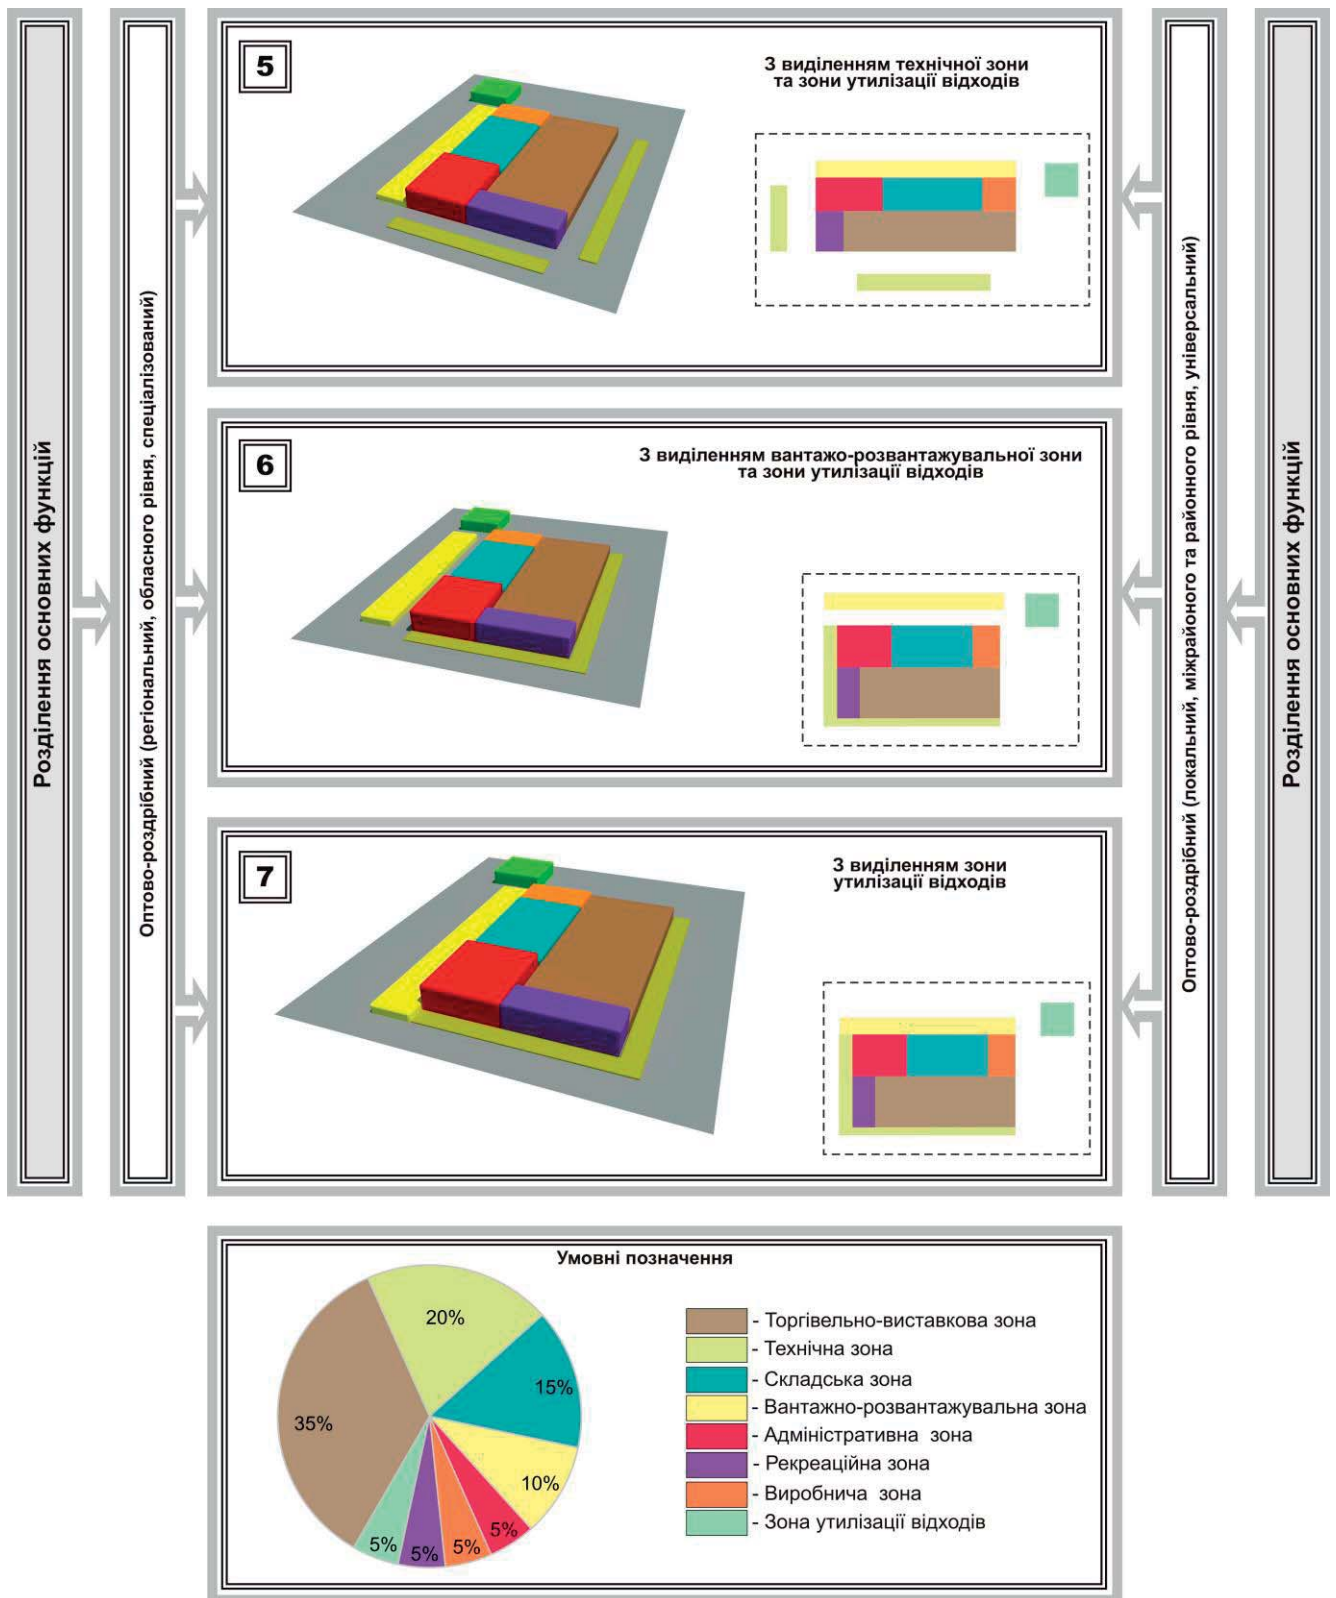 Розділення основних функцій
Оптово-роздрібний (регіональний, обласного рівня, спеціалізований)
5
З виділенням технічної зони
та зони утилізації відходів
6
З виділенням вантажо-розвантажувальної зони
та зони утилізації відходів
7
З виділенням зони
утилізації відходів
Оптово-роздрібний (локальний, міжрайоного та районного рівня, універсальний)
Розділення основних функцій
Умовні позначення
20%
15%
35%
10%
5%
5%
5%
5%
- Торгівельно-виставкова зона
- Технічна зона
- Складська зона
- Вантажно-розвантажувальна зона
- Адміністративна зона
- Рекреаційна зона
- Виробнича зона
- Зона утилізації відходів